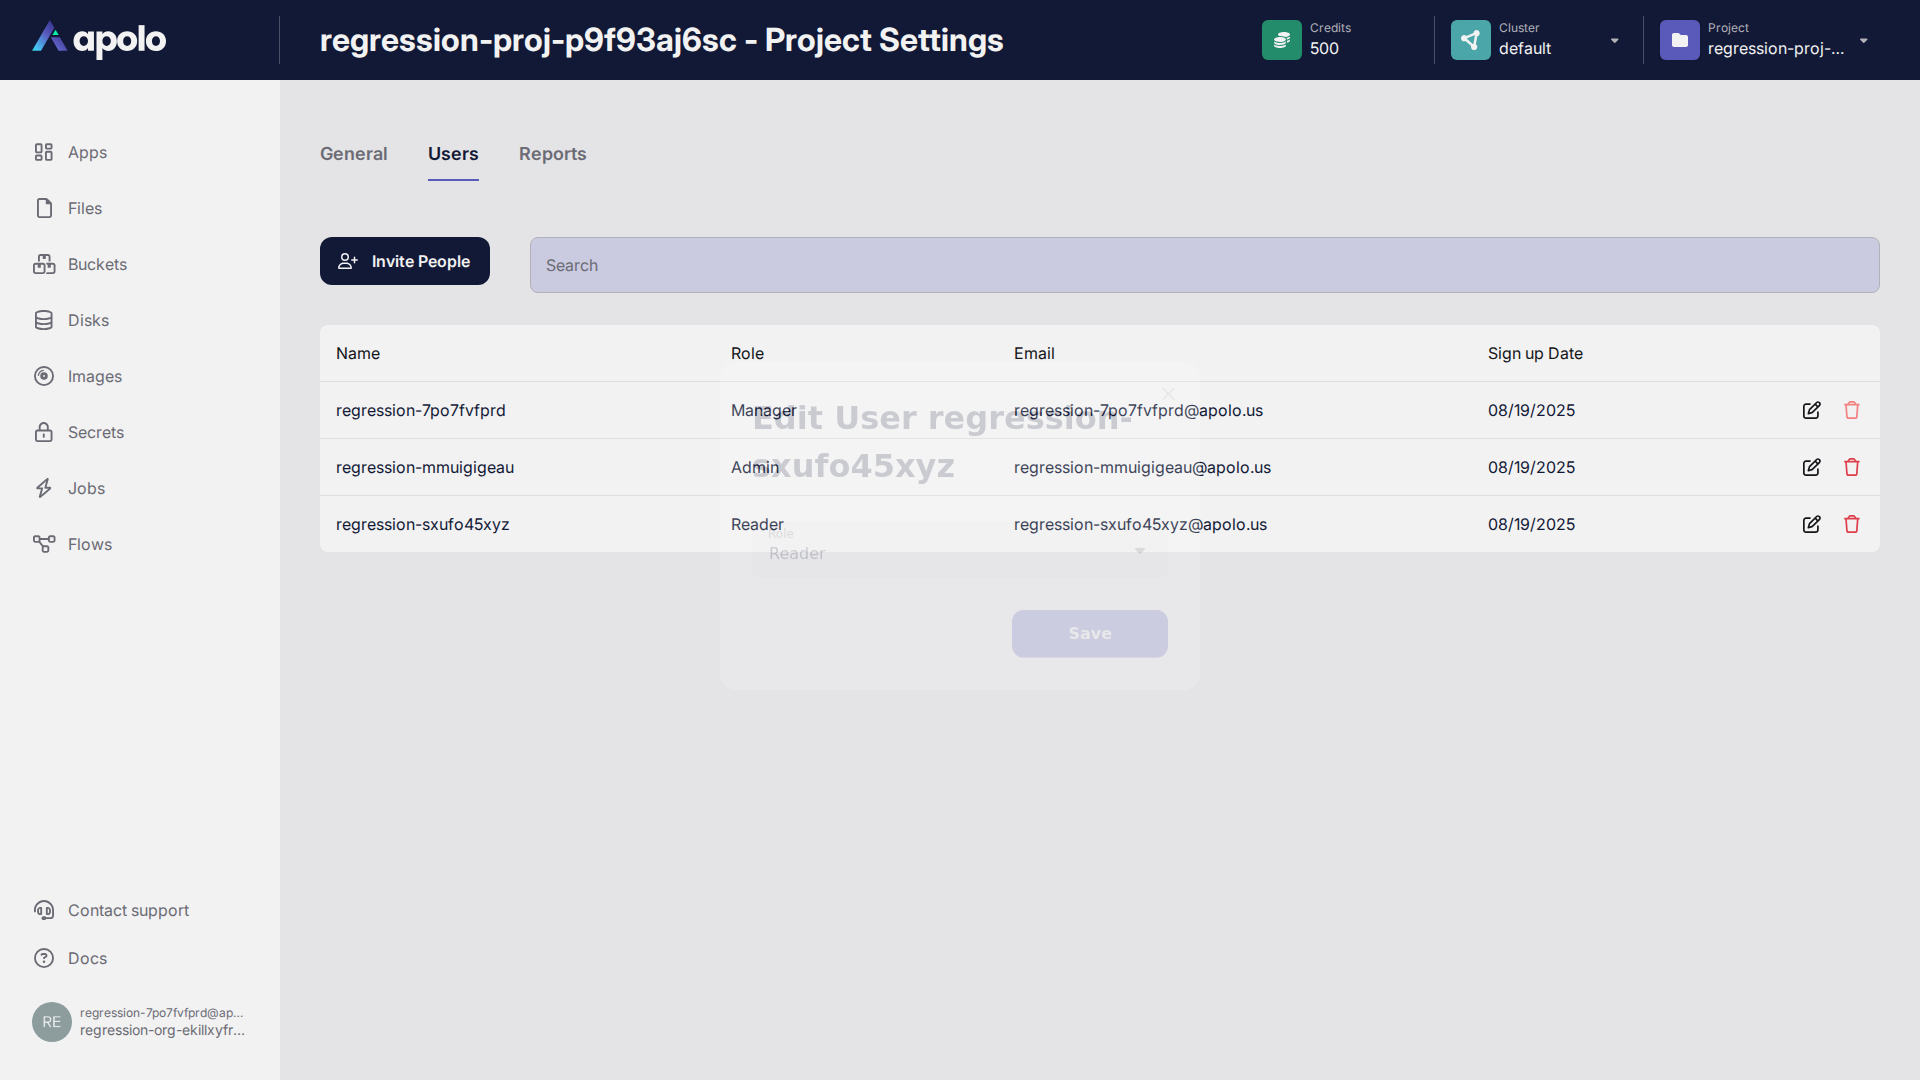 apolo
regression-proj-p9f93aj6sc - Project Settings
Credits
500
Cluster
default
Project
regression-proj-...
Apps
Files
Buckets
Disks
Images
Secrets
Jobs
Flows
General
Users
Reports
Invite People
Search
Name Role Email Sign up Date
regression-7po7fvfprd Manager regression-7po7fvfprd@apolo.us 08/19/2025
regression-mmuigigeau Admin regression-mmuigigeau@apolo.us 08/19/2025
regression-sxufo45xyz Reader regression-sxufo45xyz@apolo.us 08/19/2025
Edit User regression-
sxufo45xyz
Role
Reader
Save
Contact support
Docs
RE
regression-7po7fvfprd@ap...
regression-org-ekillxyfr...